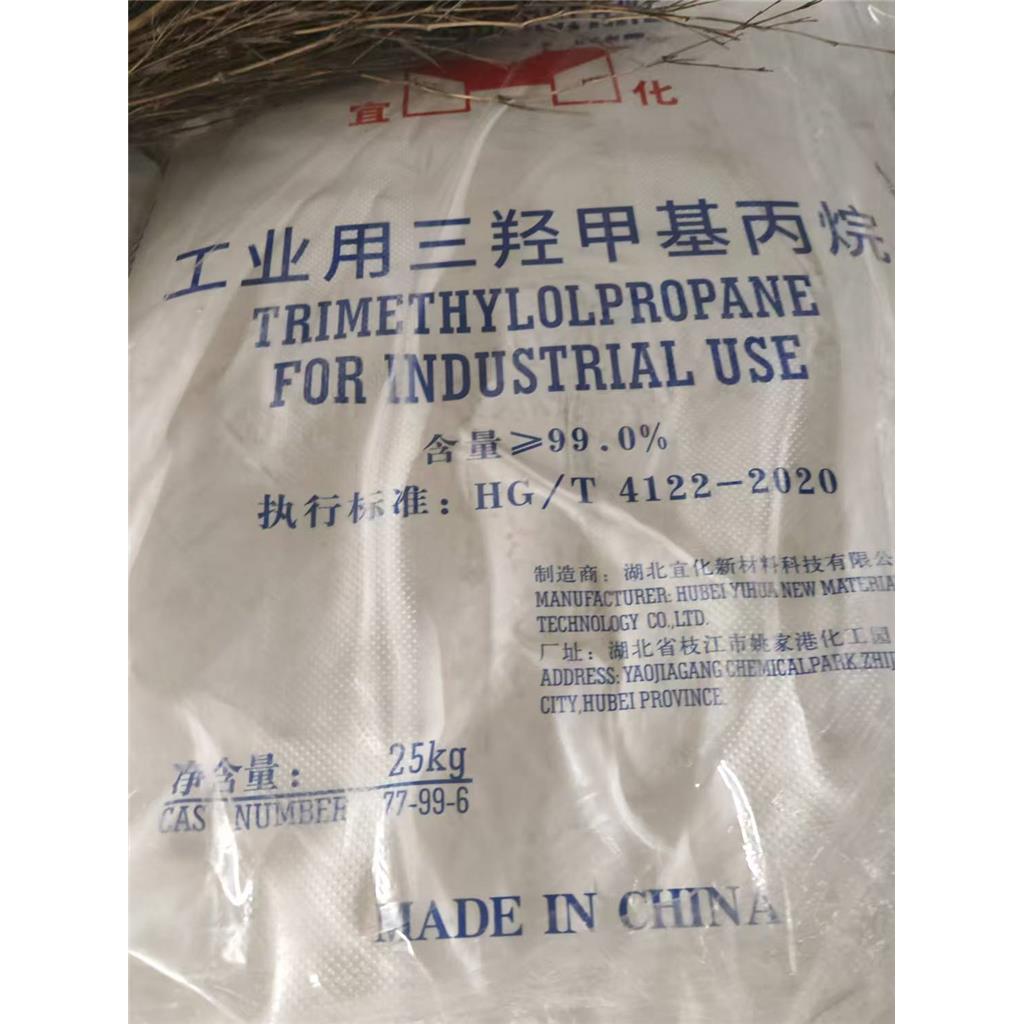 宜 化
工业用三羟甲基丙烷
TRIMETHYLOLPROPANE
FOR INDUSTRIAL USE
含量≥99.0%
执行标准：HG/T 4122-2020
制造商：湖北宜化新材料科技有限公
MANUFACTURER: HUBEI YIHUA NEW MATERIA
TECHNOLOGY CO.,LTD.
厂址：湖北省枝江市姚家港化工园
ADDRESS: YAOJIAGANG CHEMICALPARK,ZHIJ
CITY,HUBEI PROVINCE
净含量： 25kg
CAS NUMBER 77-99-6
MADE IN CHINA